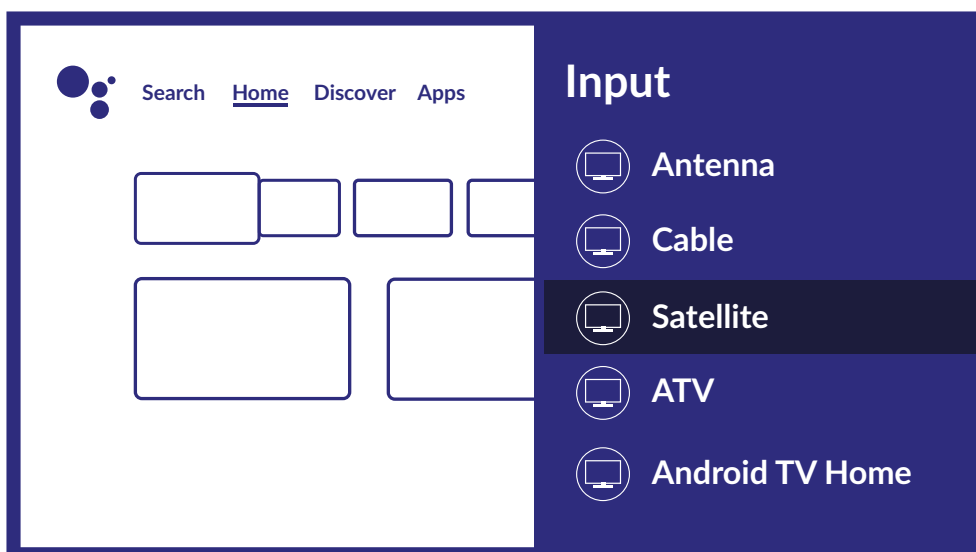 Search Home Discover Apps
Input
Antenna
Cable
Satellite
ATV
Android TV Home